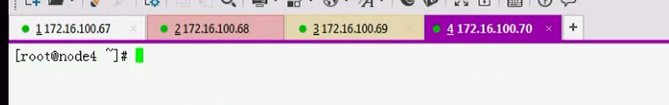 1 172.16.100.67 × 2 172.16.100.68 × 3 172.16.100.69 × 4 172.16.100.70 × +
[root@node4 ~]#